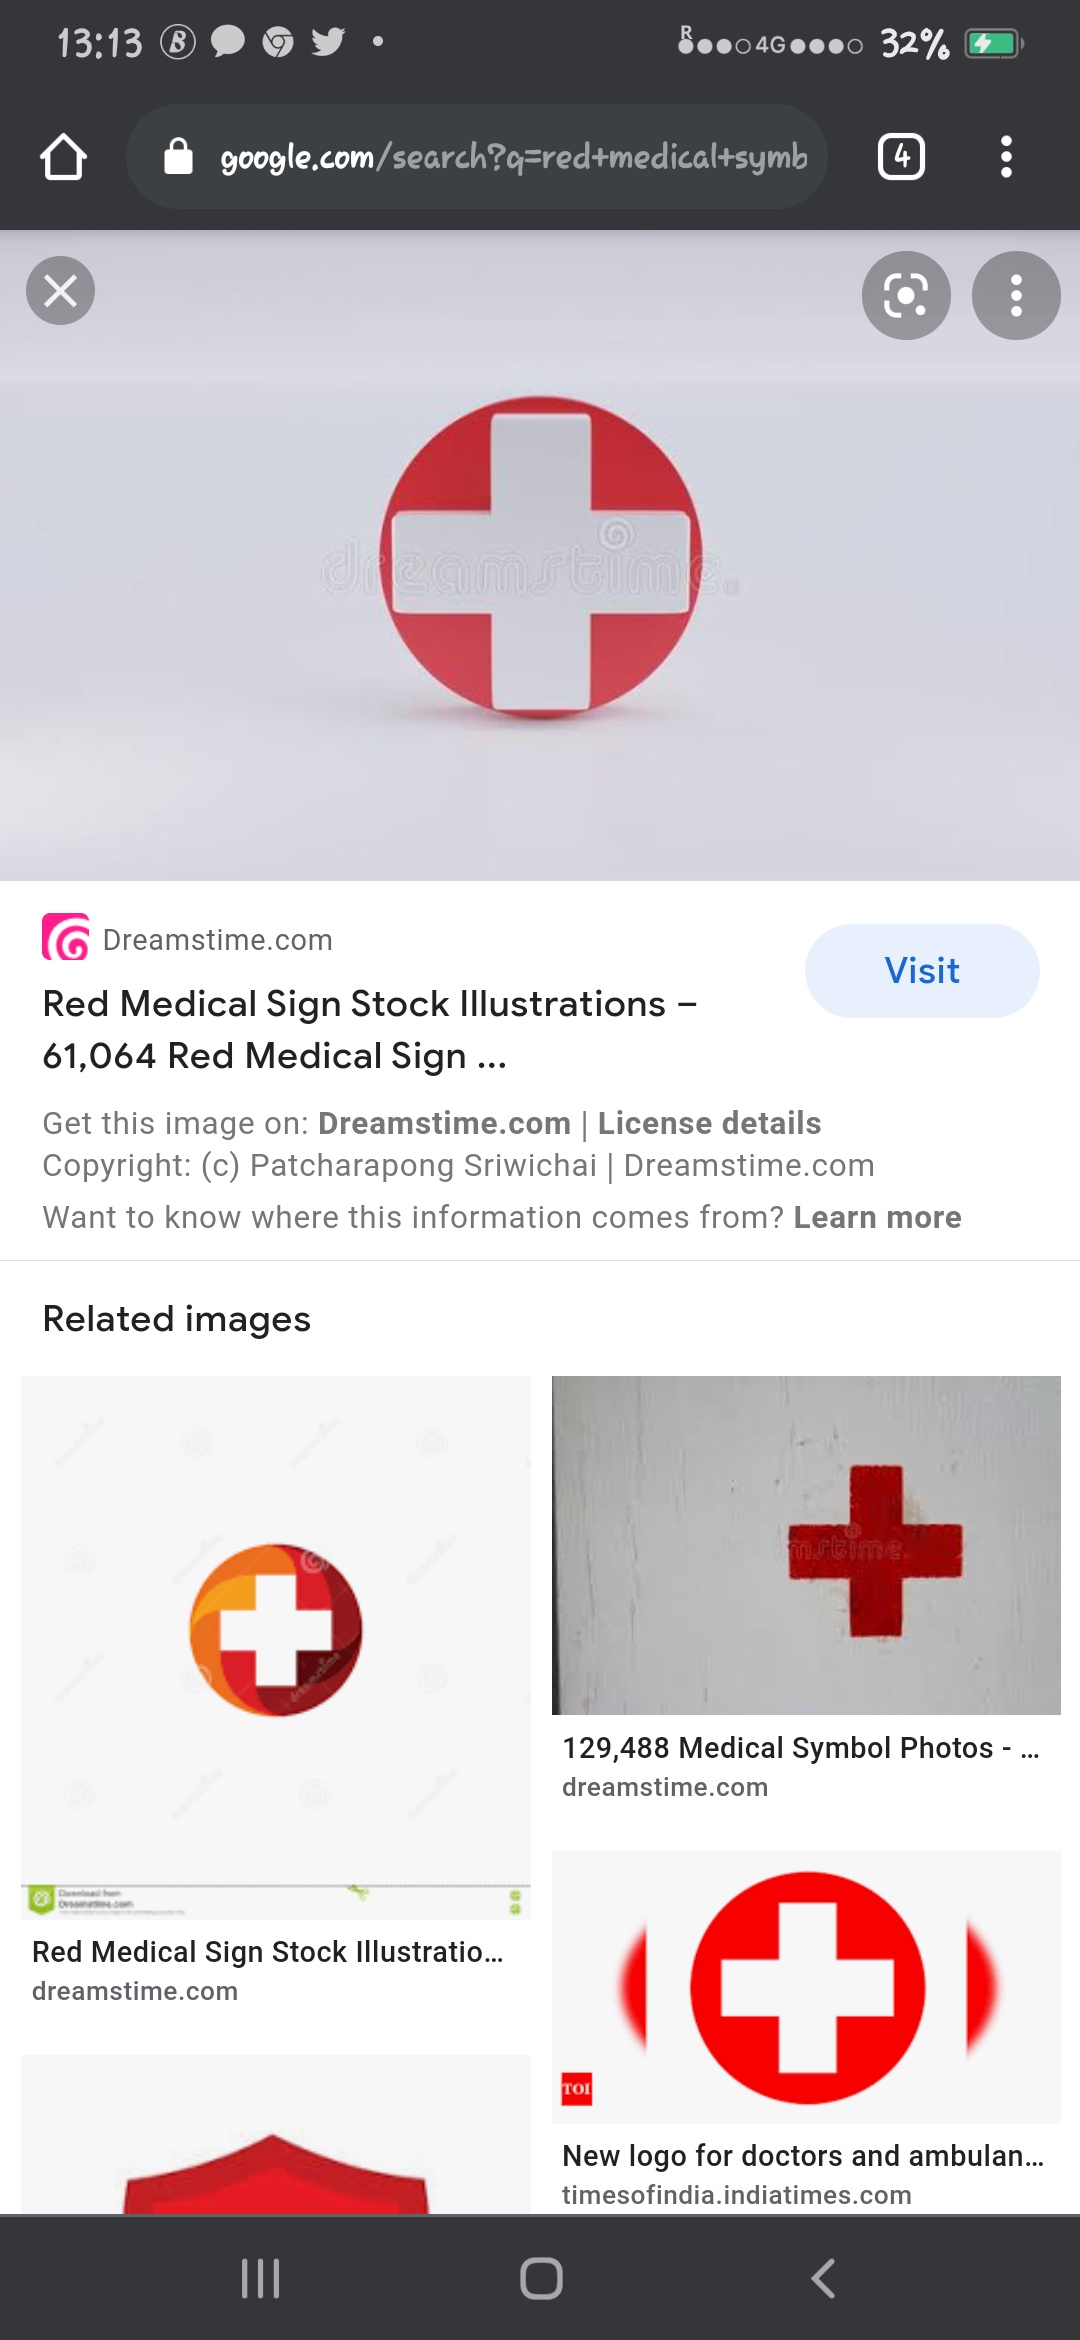 13:13
R 4G 32%
google.com/search?q=red+medical+symb
4
dreamstime.
Dreamstime.com
Visit
Red Medical Sign Stock Illustrations –
61,064 Red Medical Sign ...
Get this image on: Dreamstime.com | License details
Copyright: (c) Patcharapong Sriwichai | Dreamstime.com
Want to know where this information comes from? Learn more
Related images
mstime.
129,488 Medical Symbol Photos - ...
dreamstime.com
Download from
Dreamstime.com
Red Medical Sign Stock Illustratio...
dreamstime.com
TOI
New logo for doctors and ambulan...
timesofindia.indiatimes.com